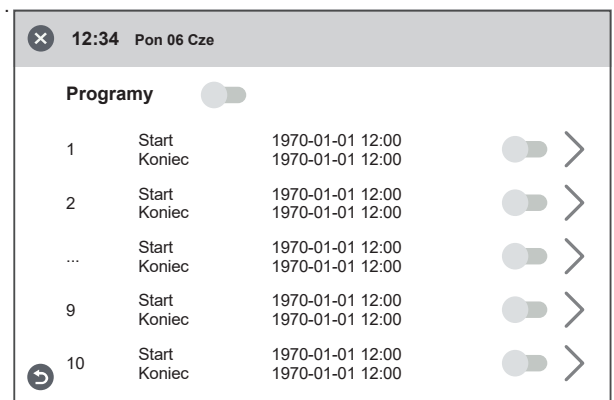 12:34 Pon 06 Cze
Programy
1 Start 1970-01-01 12:00
Koniec 1970-01-01 12:00
2 Start 1970-01-01 12:00
Koniec 1970-01-01 12:00
... Start 1970-01-01 12:00
Koniec 1970-01-01 12:00
9 Start 1970-01-01 12:00
Koniec 1970-01-01 12:00
10 Start 1970-01-01 12:00
Koniec 1970-01-01 12:00